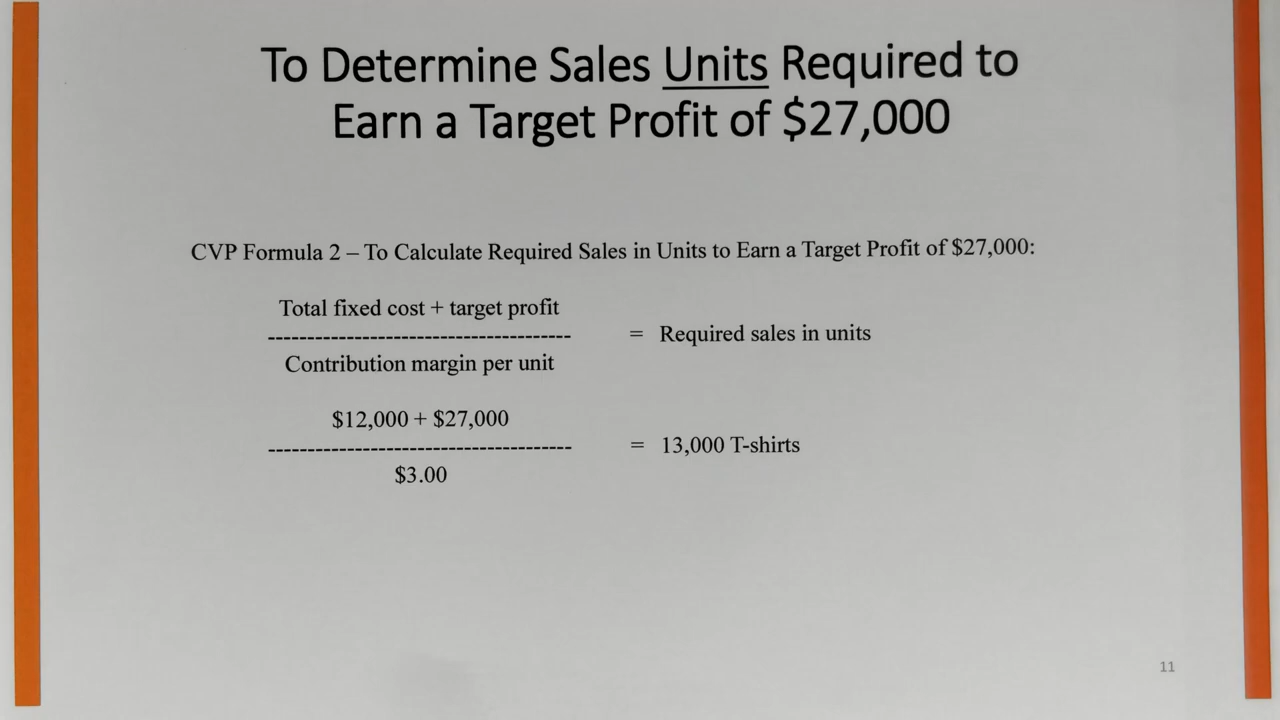 To Determine Sales Units Required to
Earn a Target Profit of $27,000
CVP Formula 2 – To Calculate Required Sales in Units to Earn a Target Profit of $27,000:
Total fixed cost + target profit
--------------------------------------- = Required sales in units
Contribution margin per unit
$12,000 + $27,000
--------------------------------------- = 13,000 T-shirts
$3.00
11